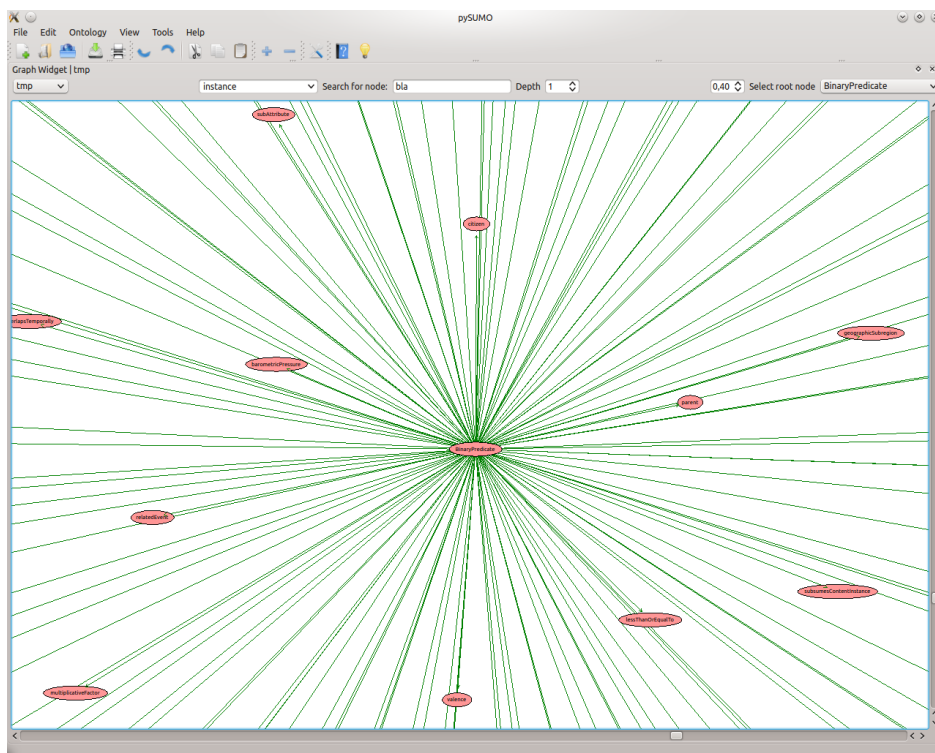 pySUMO
File Edit Ontology View Tools Help
Graph Widget | tmp
tmp instance Search for node: bla Depth 1 0,40 Select root node BinaryPredicate
subAttribute
citizen
erlapsTemporally
geographicSubregion
barometricPressure
parent
BinaryPredicate
relatedEvent
subsumesContentInstance
lessThanOrEqualTo
multiplicativeFactor
valence